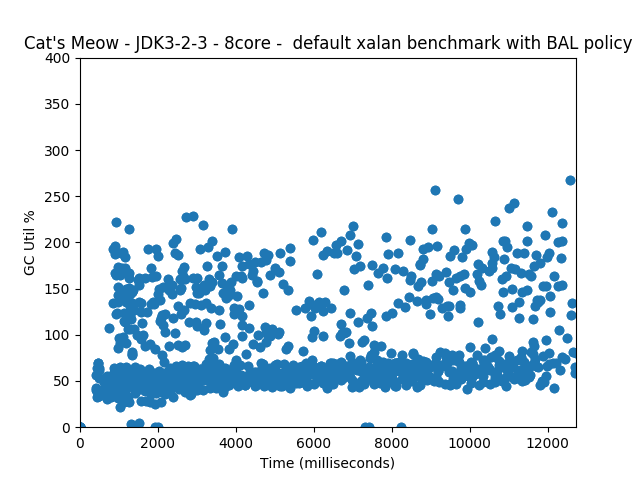 Cat's Meow - JDK3-2-3 - 8core -  default xalan benchmark with BAL policy
400
350
300
250
200
150
100
50
0
GC Util %
0 2000 4000 6000 8000 10000 12000
Time (milliseconds)